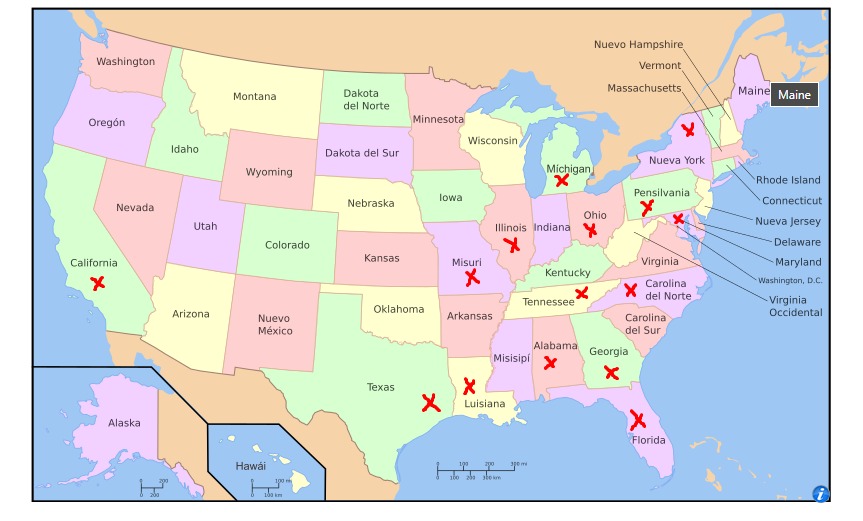 Nuevo Hampshire
Vermont
Massachusetts
Washington
Montana
Dakota
del Norte
Minnesota
Maine
Maine
Oregón
Idaho
Wisconsin
Dakota del Sur
Míchigan
Nueva York
Wyoming
Rhode Island
Iowa
Pensilvania
Connecticut
Nevada
Nebraska
Nueva Jersey
Utah
Illinois
Indiana
Ohio
Colorado
Delaware
California
Kansas
Misuri
Virginia
Maryland
Kentucky
Washington, D.C.
Carolina
del Norte
Virginia
Occidental
Arizona
Nuevo
México
Oklahoma
Tennessee
Arkansas
Carolina
del Sur
Misisipí
Alabama
Georgia
Texas
Luisiana
Alaska
Florida
Hawái
0 100 200 300 mi
0 100 200 300 km
0 200 mi
0 200
0 100 mi
0 100 km
i